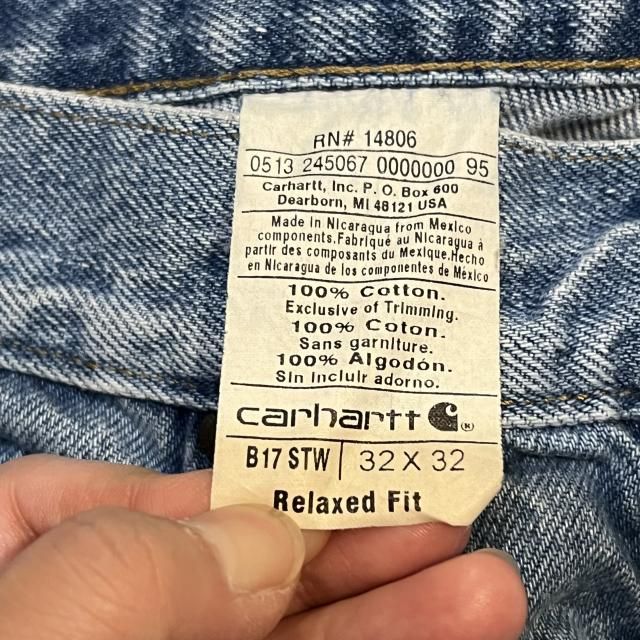 RN# 14806
0513 245067 0000000 95
Carhartt, Inc. P. O. Box 600
Dearborn, MI 48121 USA
Made in Nicaragua from Mexico
components. Fabriqué au Nicaragua à
partir des composants du Mexique. Hecho
en Nicaragua de los componentes de México
100% Cotton.
Exclusive of Trimming.
100% Coton.
Sans garniture.
100% Algodón.
Sin incluir adorno.
carhartt ®
B17 STW | 32 X 32
Relaxed Fit